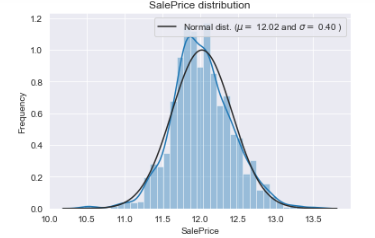 SalePrice distribution
Normal dist. (μ = 12.02 and σ = 0.40 )
1.2
1.0
0.8
0.6
0.4
0.2
0.0
Frequency
10.0 10.5 11.0 11.5 12.0 12.5 13.0 13.5
SalePrice